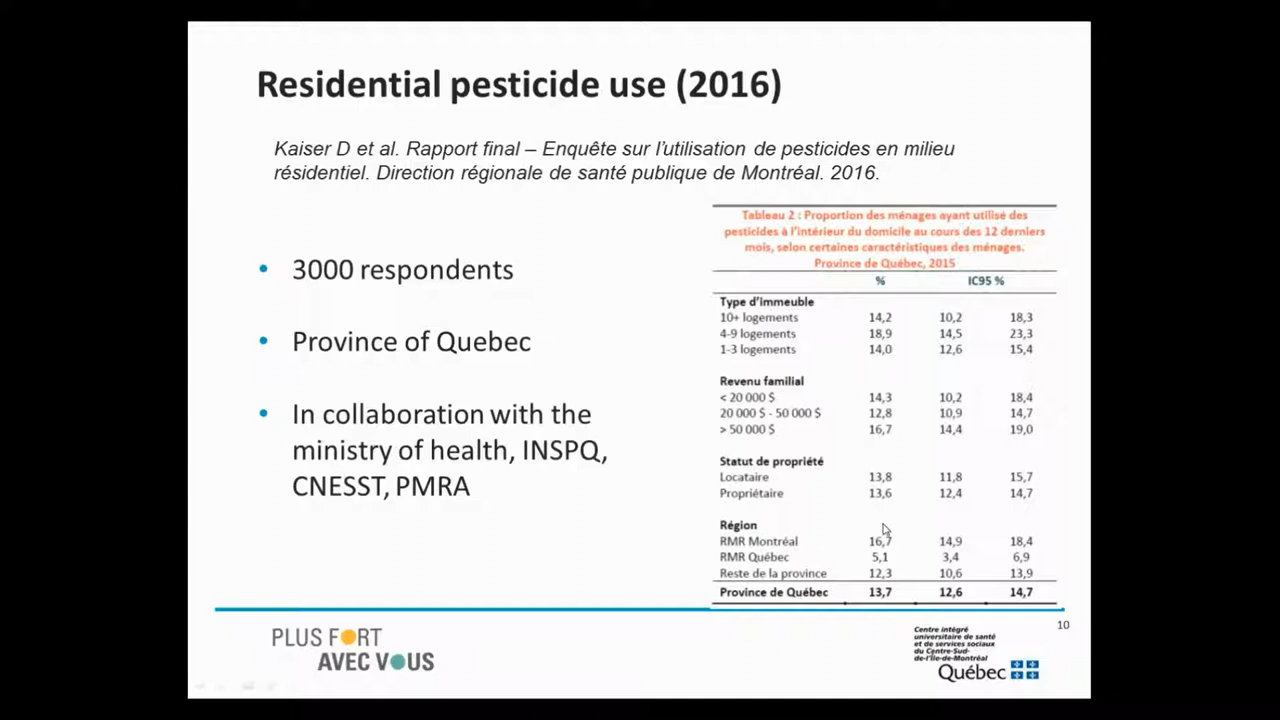 Residential pesticide use (2016)
Kaiser D et al. Rapport final – Enquête sur l'utilisation de pesticides en milieu
résidentiel. Direction régionale de santé publique de Montréal. 2016.
• 3000 respondents
• Province of Quebec
• In collaboration with the
ministry of health, INSPQ,
CNESST, PMRA
Tableau 2 : Proportion des ménages ayant utilisé des
pesticides à l'intérieur du domicile au cours des 12 derniers
mois, selon certaines caractéristiques des ménages.
Province de Québec, 2015
% IC95 %
Type d'immeuble
10+ logements 14,2 10,2 18,3
4-9 logements 18,9 14,5 23,3
1-3 logements 14,0 12,6 15,4
Revenu familial
< 20 000 $ 14,3 10,2 18,4
20 000 $ - 50 000 $ 12,8 10,9 14,7
> 50 000 $ 16,7 14,4 19,0
Statut de propriété
Locataire 13,8 11,8 15,7
Propriétaire 13,6 12,4 14,7
Région
RMR Montréal 16,7 14,9 18,4
RMR Québec 5,1 3,4 6,9
Reste de la province 12,3 10,6 13,9
Province de Québec 13,7 12,6 14,7
10
PLUS FORT
AVEC VOUS
Centre intégré
universitaire de santé
et de services sociaux
du Centre-Sud-
de-l'Île-de-Montréal
Québec